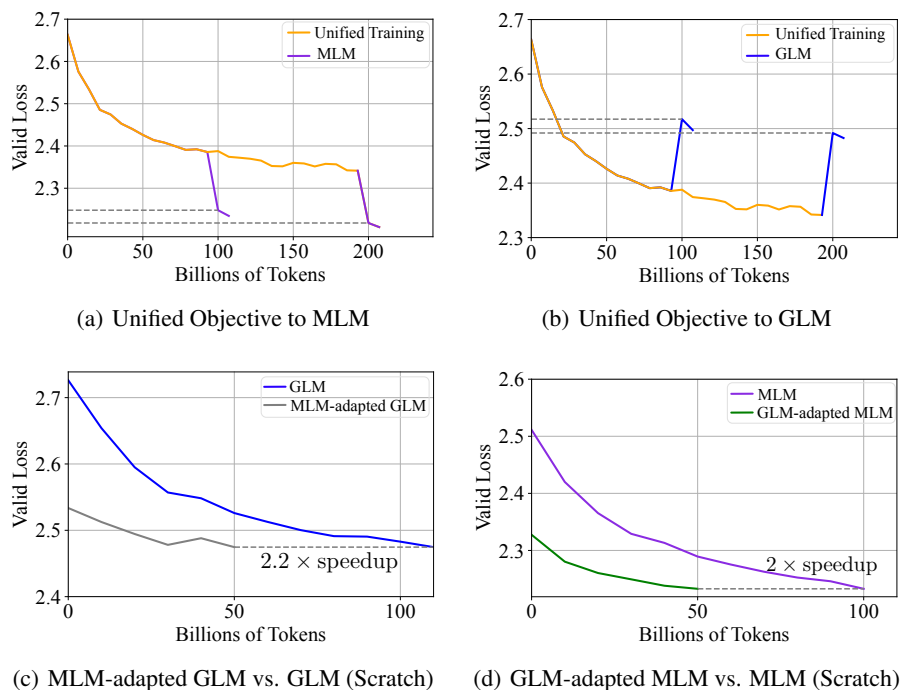 2.7
2.6
2.5
2.4
2.3
Valid Loss
Unified Training
MLM
0 50 100 150 200
Billions of Tokens
(a) Unified Objective to MLM
2.7
2.6
2.5
2.4
2.3
Valid Loss
Unified Training
GLM
0 50 100 150 200
Billions of Tokens
(b) Unified Objective to GLM
2.7
2.6
2.5
2.4
Valid Loss
GLM
MLM-adapted GLM
2.2 × speedup
0 50 100
Billions of Tokens
(c) MLM-adapted GLM vs. GLM (Scratch)
2.6
2.5
2.4
2.3
Valid Loss
MLM
GLM-adapted MLM
2 × speedup
0 50 100
Billions of Tokens
(d) GLM-adapted MLM vs. MLM (Scratch)